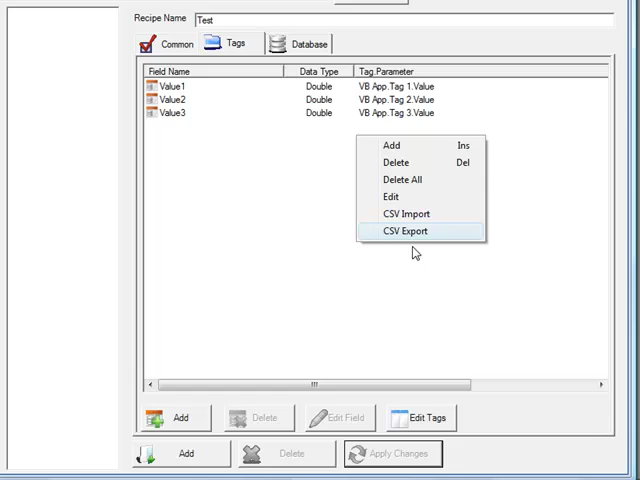 Recipe Name Test
Common Tags Database
Field Name Data Type Tag.Parameter
Value1 Double VB App.Tag 1.Value
Value2 Double VB App.Tag 2.Value
Value3 Double VB App.Tag 3.Value
Add Ins
Delete Del
Delete All
Edit
CSV Import
CSV Export
Add Delete Edit Field Edit Tags
Add Delete Apply Changes